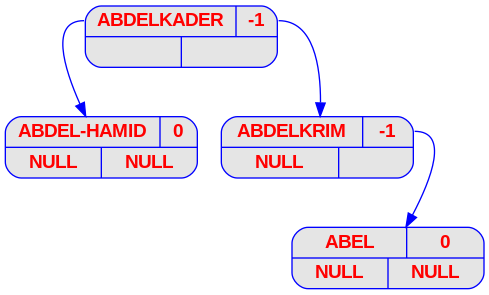 ABDELKADER -1
ABDEL-HAMID 0
NULL NULL
ABDELKRIM -1
NULL
ABEL 0
NULL NULL